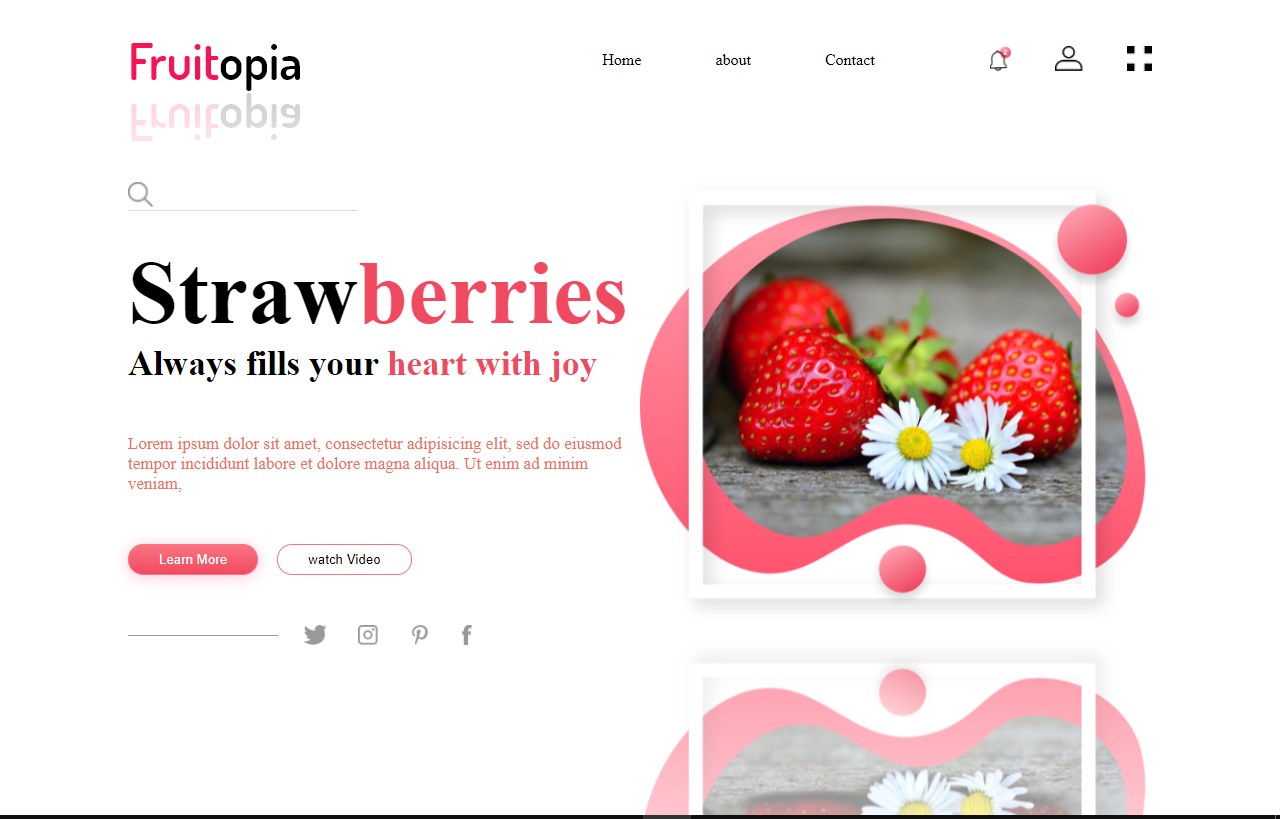 Fruitopia
Home about Contact
Fruitopia
Strawberries
Always fills your heart with joy
Lorem ipsum dolor sit amet, consectetur adipisicing elit, sed do eiusmod
tempor incididunt labore et dolore magna aliqua. Ut enim ad minim
veniam,
Learn More watch Video